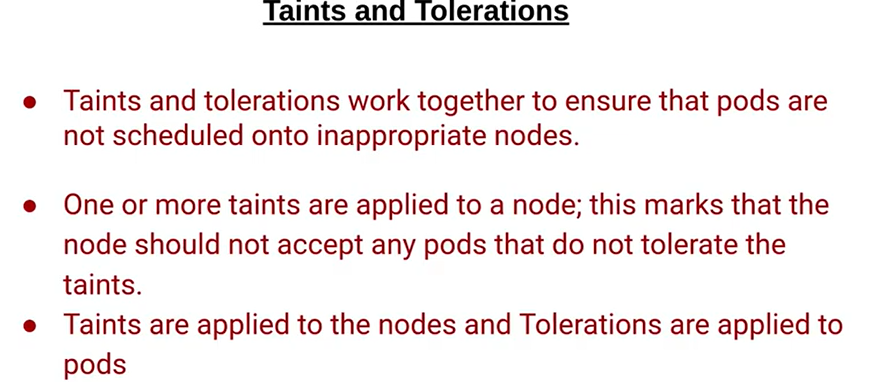 Taints and Tolerations
● Taints and tolerations work together to ensure that pods are
not scheduled onto inappropriate nodes.
● One or more taints are applied to a node; this marks that the
node should not accept any pods that do not tolerate the
taints.
● Taints are applied to the nodes and Tolerations are applied to
pods